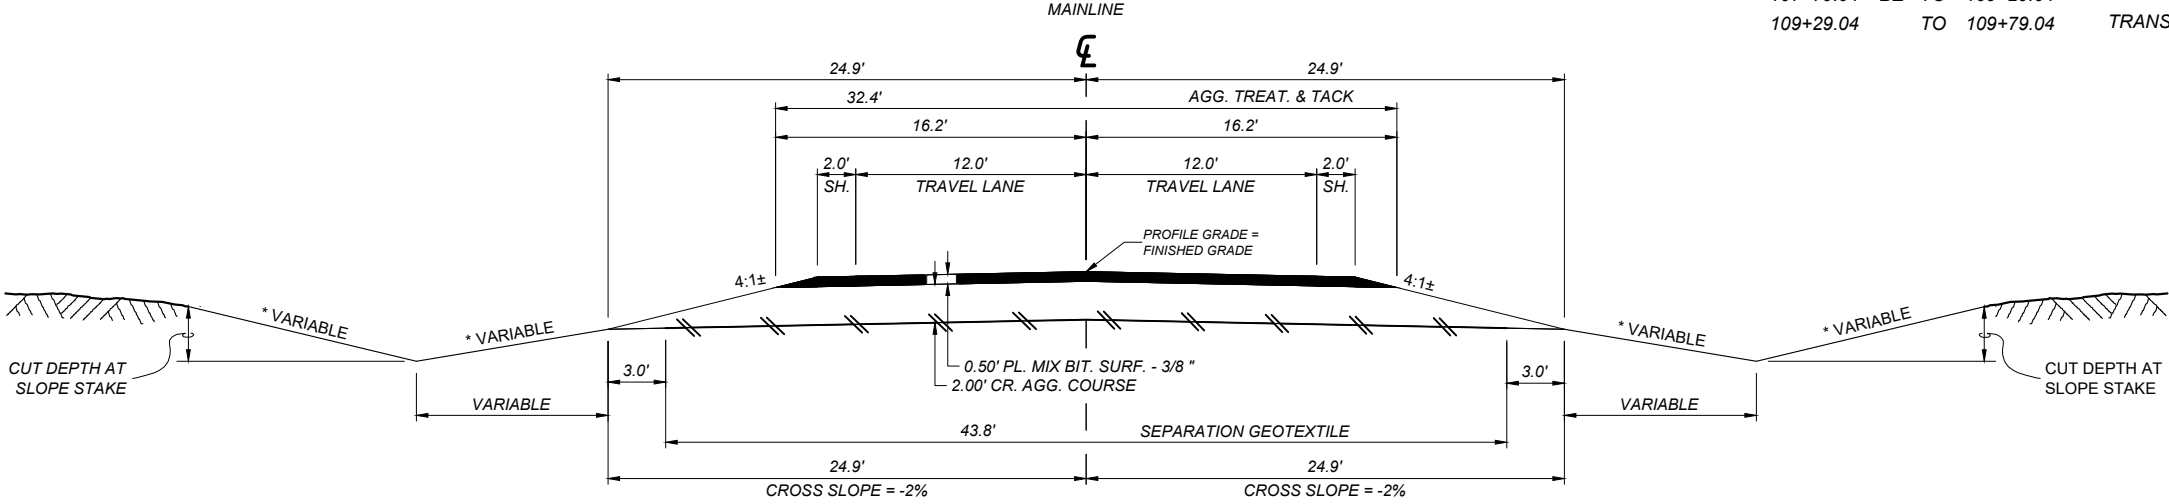 MAINLINE
109+29.04 TO 109+79.04 TRANS
℄
24.9' 24.9'
32.4' AGG. TREAT. & TACK
16.2' 16.2'
2.0' 12.0' 12.0' 2.0'
SH. TRAVEL LANE TRAVEL LANE SH.
PROFILE GRADE =
FINISHED GRADE
4:1± 4:1±
* VARIABLE * VARIABLE * VARIABLE * VARIABLE
CUT DEPTH AT
SLOPE STAKE
0.50' PL. MIX BIT. SURF. - 3/8 "
2.00' CR. AGG. COURSE
CUT DEPTH AT
SLOPE STAKE
3.0' 3.0'
VARIABLE VARIABLE
43.8' SEPARATION GEOTEXTILE
24.9' 24.9'
CROSS SLOPE = -2% CROSS SLOPE = -2%